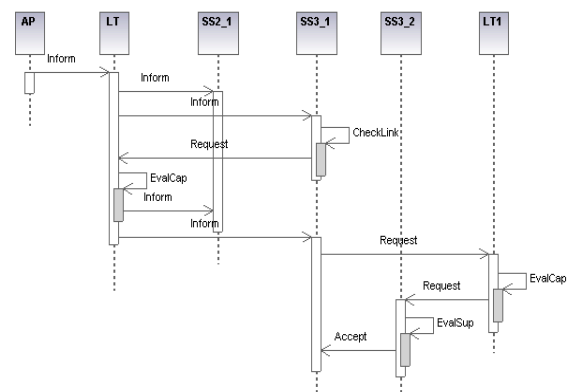 AP LT SS2_1 SS3_1 SS3_2 LT1
Inform
Inform
Inform
CheckLink
Request
EvalCap
Inform
Inform
Request
EvalCap
Request
EvalSup
Accept